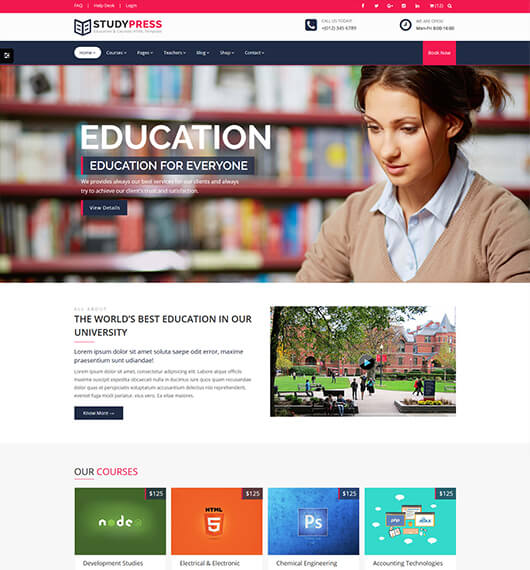 FAQ | Help Desk | Login
(12)
STUDYPRESS
Education & Courses HTML Template
CALL US TODAY!
+(012) 345 6789
WE ARE OPEN!
Mon-Fri 8:00-16:00
Home Courses Pages Teachers Blog Shop Contact
Book Now
EDUCATION
EDUCATION FOR EVERYONE
We provides always our best services for our clients and always
try to achieve our client's trust and satisfaction.
View Details
ALL ABOUT
THE WORLD'S BEST EDUCATION IN OUR
UNIVERSITY
Lorem ipsum dolor sit amet soluta saepe odit error, maxime
praesentium sunt udiandae!
Lorem ipsum dolor sit amet, consectetur adipisicing elit. Labore aliquid quos officiis
maxime suscipit expedita obcaecati nulla in ducimus iure quos quam recusandae
dolor quas et perspiciatis voluptatum accusantium delectus nisi reprehenderit,
eveniet fuga modi pariatur, eius vero. Ea vitae maiores.
Know More →
OUR COURSES
$125
$125
$125
$125
node
HTML
5
Ps
php
AJAX
Development Studies
Electrical & Electronic
Chemical Engineering
Accounting Technologies